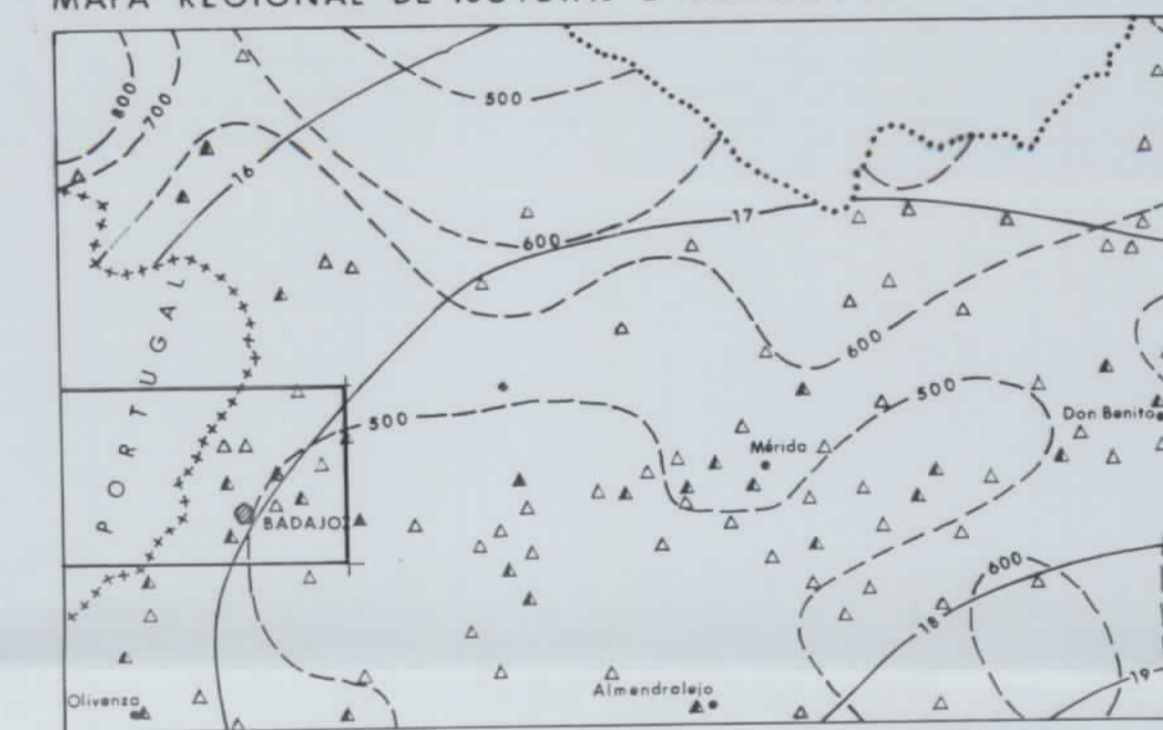 MAPA REGIONAL DE ISOYETAS E
800
700
500
16
17
600
PORTUGAL
600
500
500
Don Benito
Mérida
BADAJOZ
600
18
19
Olivenza
Almendralejo